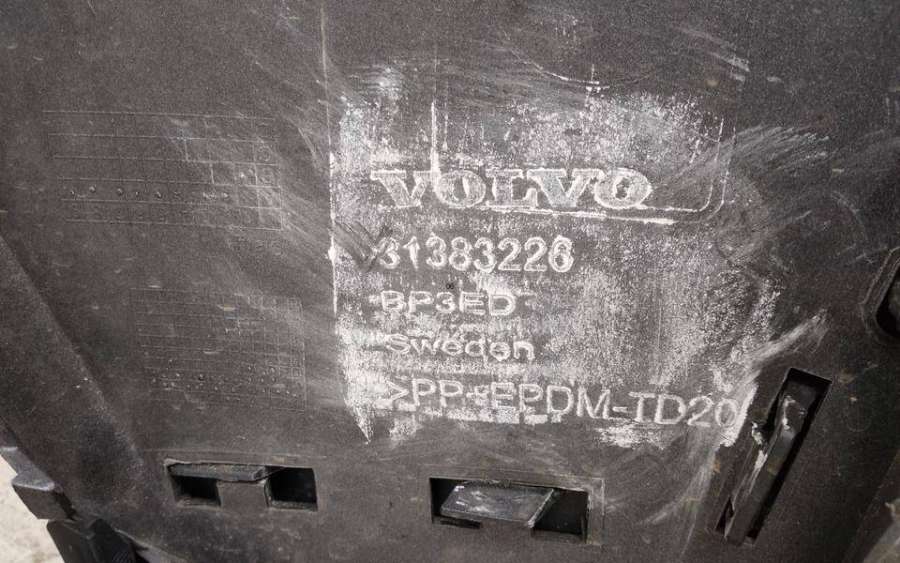 VOLVO
31383226
BP3ED
Sweden
>PP+EPDM-TD20